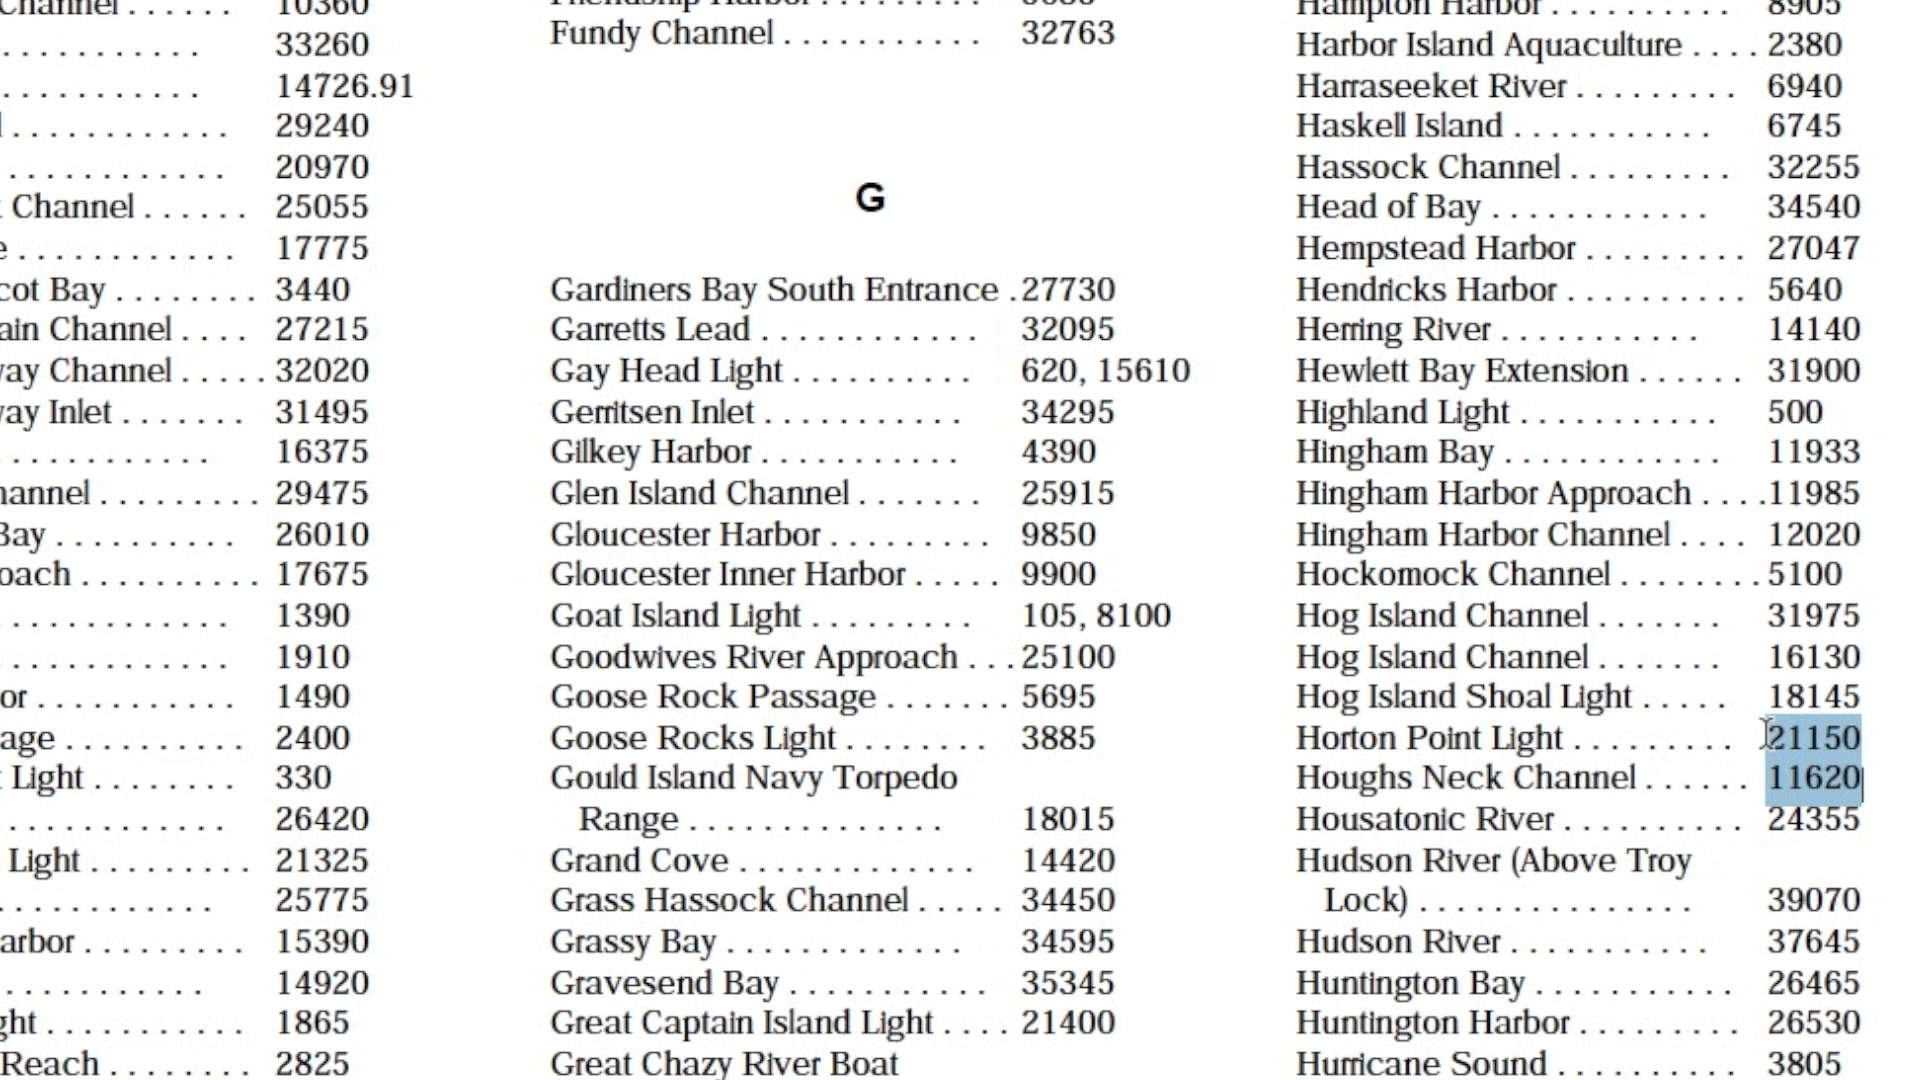 Channel . . . . . . 10360
. . . . . . . . . . . 33260
. . . . . . . . . . . 14726.91
. . . . . . . . . . . . 29240
. . . . . . . . . . . . 20970
Channel . . . . . . 25055
. . . . . . . . . . . . 17775
Bay . . . . . . . . 3440
Channel . . . . 27215
Channel . . . . . 32020
Inlet . . . . . . . 31495
. . . . . . . . . . . . 16375
. . . . . . . . . 29475
Bay . . . . . . . . . . 26010
. . . . . . . . . . 17675
. . . . . . . . . . . . 1390
. . . . . . . . . . . . 1910
. . . . . . . . . . . 1490
. . . . . . . . . . 2400
Light . . . . . . . . 330
. . . . . . . . . . . . 26420
Light . . . . . . . . . 21325
. . . . . . . . . . . 25775
. . . . . . . . . 15390
. . . . . . . . . . . 14920
. . . . . . . . . . . 1865
Reach . . . . . . . . 2825
Friendship Harbor . . . . . . . . .
Fundy Channel . . . . . . . . . . . 32763
G
Gardiners Bay South Entrance . 27730
Garretts Lead . . . . . . . . . . . . 32095
Gay Head Light . . . . . . . . . . 620, 15610
Gerritsen Inlet . . . . . . . . . . . 34295
Gilkey Harbor . . . . . . . . . . . 4390
Glen Island Channel . . . . . . . 25915
Gloucester Harbor . . . . . . . . . 9850
Gloucester Inner Harbor . . . . . 9900
Goat Island Light . . . . . . . . . 105, 8100
Goodwives River Approach . . . 25100
Goose Rock Passage . . . . . . . 5695
Goose Rocks Light . . . . . . . . 3885
Gould Island Navy Torpedo
Range . . . . . . . . . . . . . . 18015
Grand Cove . . . . . . . . . . . . . 14420
Grass Hassock Channel . . . . . 34450
Grassy Bay . . . . . . . . . . . . . 34595
Gravesend Bay . . . . . . . . . . . 35345
Great Captain Island Light . . . . 21400
Great Chazy River Boat
Hampton Harbor . . . . . . . . . . 8905
Harbor Island Aquaculture . . . . 2380
Harraseeket River . . . . . . . . . 6940
Haskell Island . . . . . . . . . . . 6745
Hassock Channel . . . . . . . . . 32255
Head of Bay . . . . . . . . . . . . 34540
Hempstead Harbor . . . . . . . . . 27047
Hendricks Harbor . . . . . . . . . . 5640
Herring River . . . . . . . . . . . 14140
Hewlett Bay Extension . . . . . . 31900
Highland Light . . . . . . . . . . . 500
Hingham Bay . . . . . . . . . . . . 11933
Hingham Harbor Approach . . . . 11985
Hingham Harbor Channel . . . . 12020
Hockomock Channel . . . . . . . . 5100
Hog Island Channel . . . . . . . 31975
Hog Island Channel . . . . . . . 16130
Hog Island Shoal Light . . . . . 18145
Horton Point Light . . . . . . . . . 21150
Houghs Neck Channel . . . . . . 11620
Housatonic River . . . . . . . . . . 24355
Hudson River (Above Troy
Lock) . . . . . . . . . . . . . . . 39070
Hudson River . . . . . . . . . . . 37645
Huntington Bay . . . . . . . . . . . 26465
Huntington Harbor . . . . . . . . . 26530
Hurricane Sound . . . . . . . . . . 3805